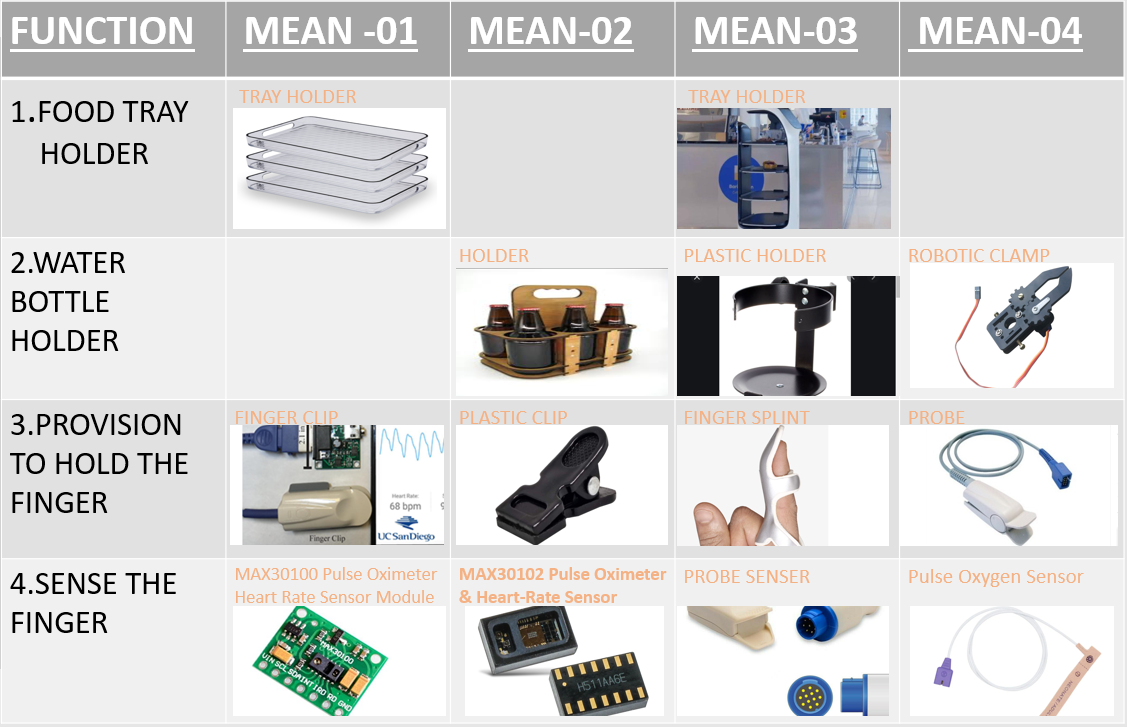 FUNCTION
MEAN -01
MEAN-02
MEAN-03
MEAN-04
1.FOOD TRAY
HOLDER
TRAY HOLDER
TRAY HOLDER
2.WATER
BOTTLE
HOLDER
HOLDER
PLASTIC HOLDER
ROBOTIC CLAMP
3.PROVISION
TO HOLD THE
FINGER
FINGER CLIP
Heart Rate:
68 bpm
UC San Diego
Finger Clip
PLASTIC CLIP
FINGER SPLINT
PROBE
4.SENSE THE
FINGER
MAX30100 Pulse Oximeter
Heart Rate Sensor Module
MAX30100
VIN SCL SDA INT IRD RD GND
MAX30102 Pulse Oximeter
& Heart-Rate Sensor
H511AA6E
PROBE SENSER
Pulse Oxygen Sensor